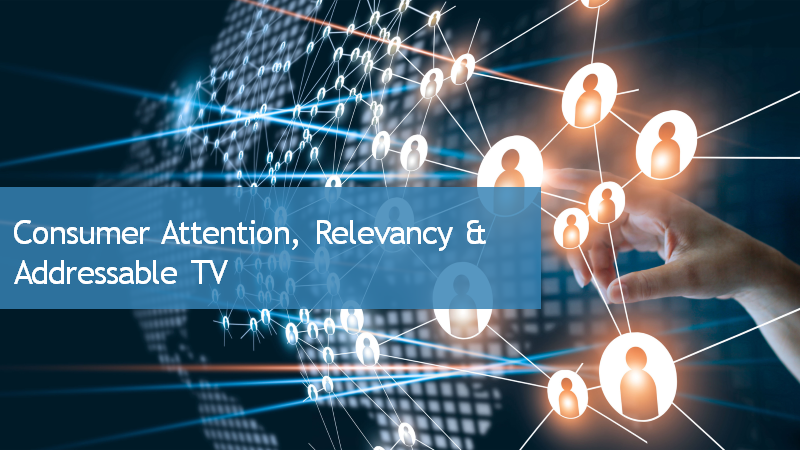 Consumer Attention, Relevancy &
Addressable TV